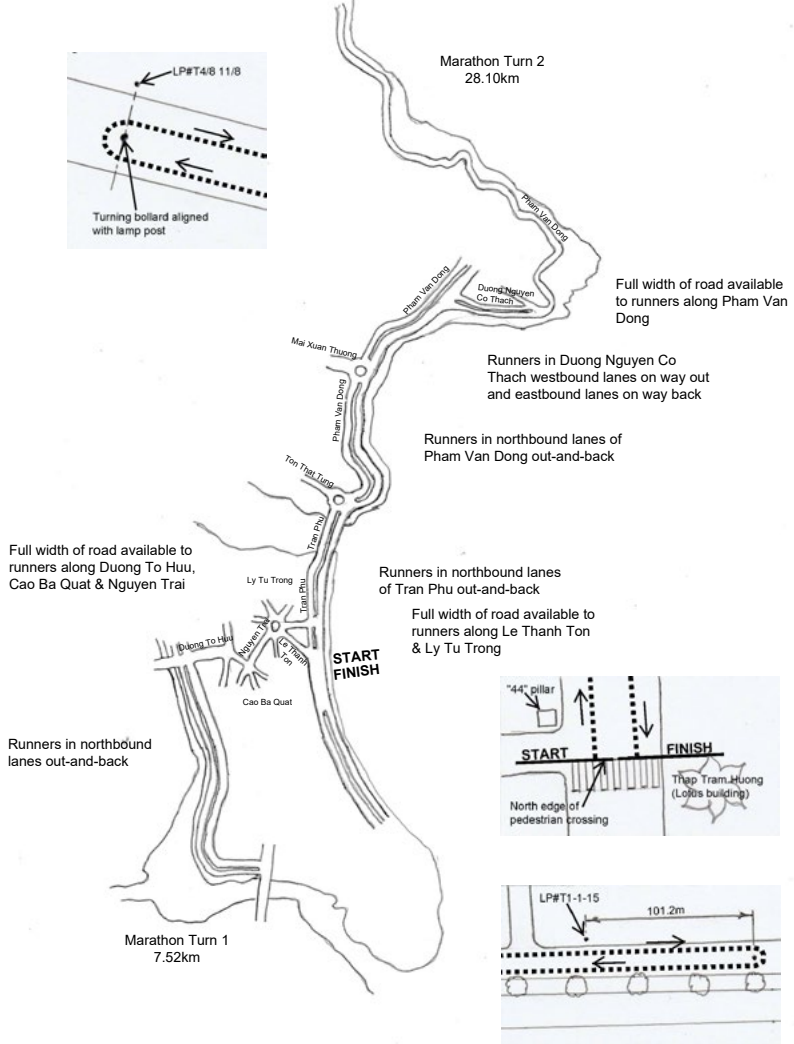 Marathon Turn 2
28.10km
LP#T4/8 11/8
Turning bollard aligned
with lamp post
Pham Van Dong
Pham Van Dong
Duong Nguyen
Co Thach
Full width of road available
to runners along Pham Van
Dong
Mai Xuan Thuong
Runners in Duong Nguyen Co
Thach westbound lanes on way out
and eastbound lanes on way back
Pham Van Dong
Runners in northbound lanes of
Pham Van Dong out-and-back
Ton That Tung
Tran Phu
Full width of road available to
runners along Duong To Huu,
Cao Ba Quat & Nguyen Trai
Ly Tu Trong
Tran Phu
Runners in northbound lanes
of Tran Phu out-and-back
Full width of road available to
runners along Le Thanh Ton
& Ly Tu Trong
Duong To Huu
Nguyen Trai
Le Thanh
Ton
START
FINISH
Cao Ba Quat
"44" pillar
START
FINISH
Thap Tram Huong
(Lotus building)
North edge of
pedestrian crossing
Runners in northbound
lanes out-and-back
LP#T1-1-15
101.2m
Marathon Turn 1
7.52km